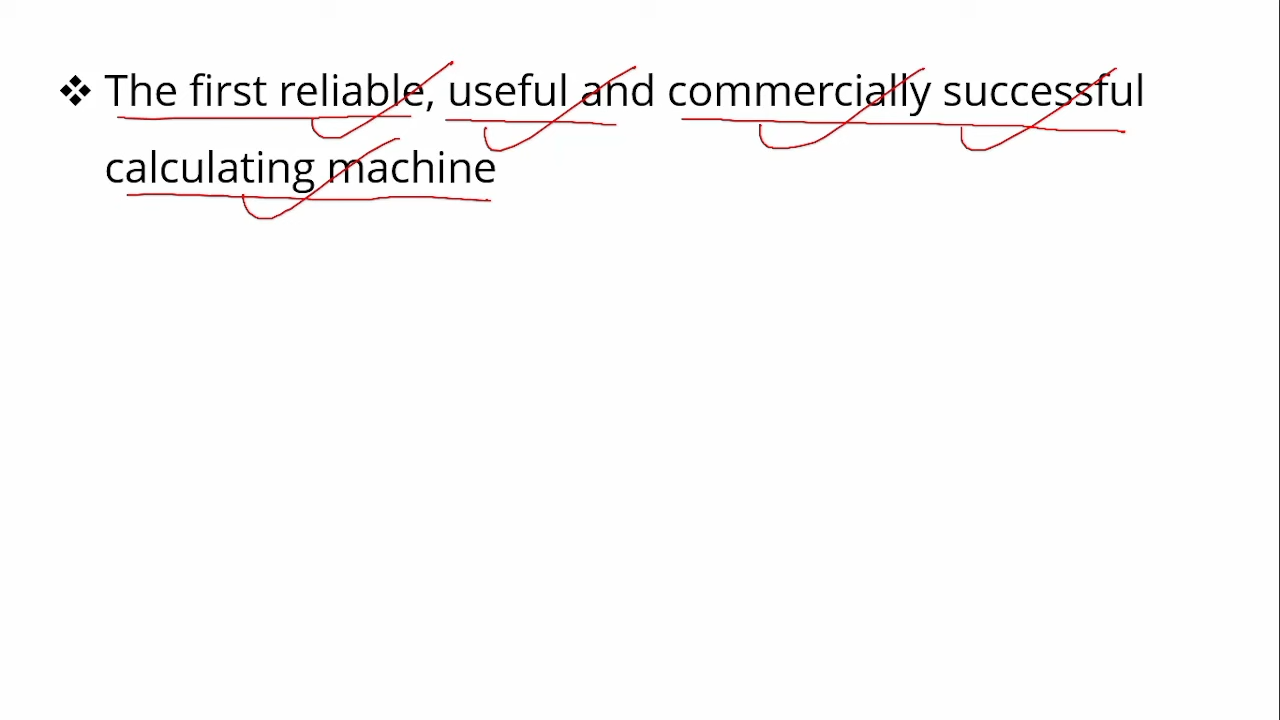 ❖ The first reliable, useful and commercially successful
calculating machine